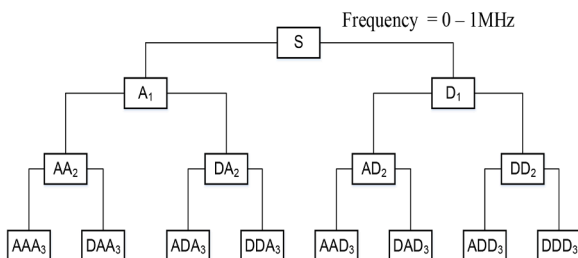 Frequency = 0 – 1MHz
S
A₁ D₁
AA₂ DA₂ AD₂ DD₂
AAA₃ DAA₃ ADA₃ DDA₃ AAD₃ DAD₃ ADD₃ DDD₃